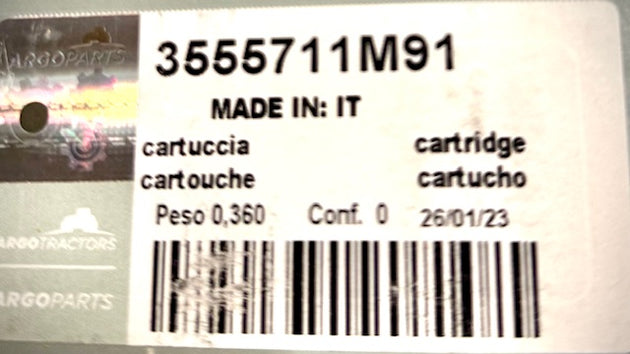 ARGOPARTS
3555711M91
MADE IN: IT
cartuccia cartridge
cartouche cartucho
Peso 0,360 Conf. 0 26/01/23
ARGOTRACTORS
ARGOPARTS